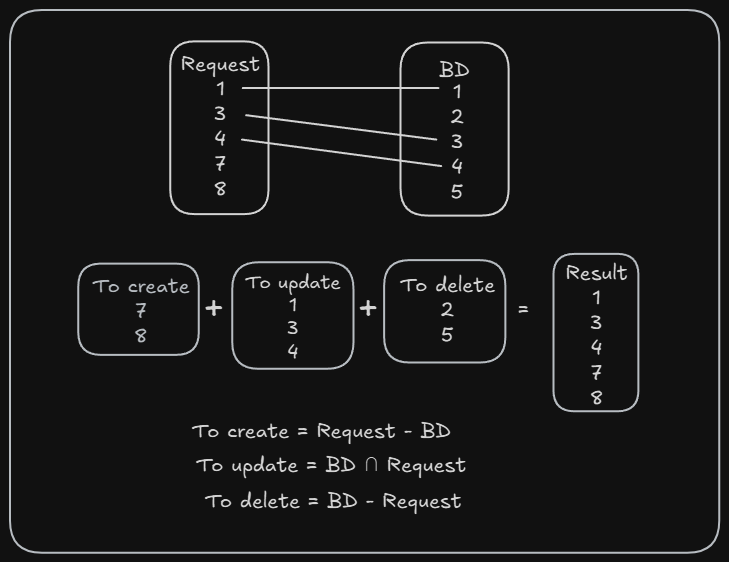 Request
1
3
4
7
8
BD
1
2
3
4
5
To create
7
8
+
To update
1
3
4
+
To delete
2
5
=
Result
1
3
4
7
8
To create = Request - BD
To update = BD ∩ Request
To delete = BD - Request